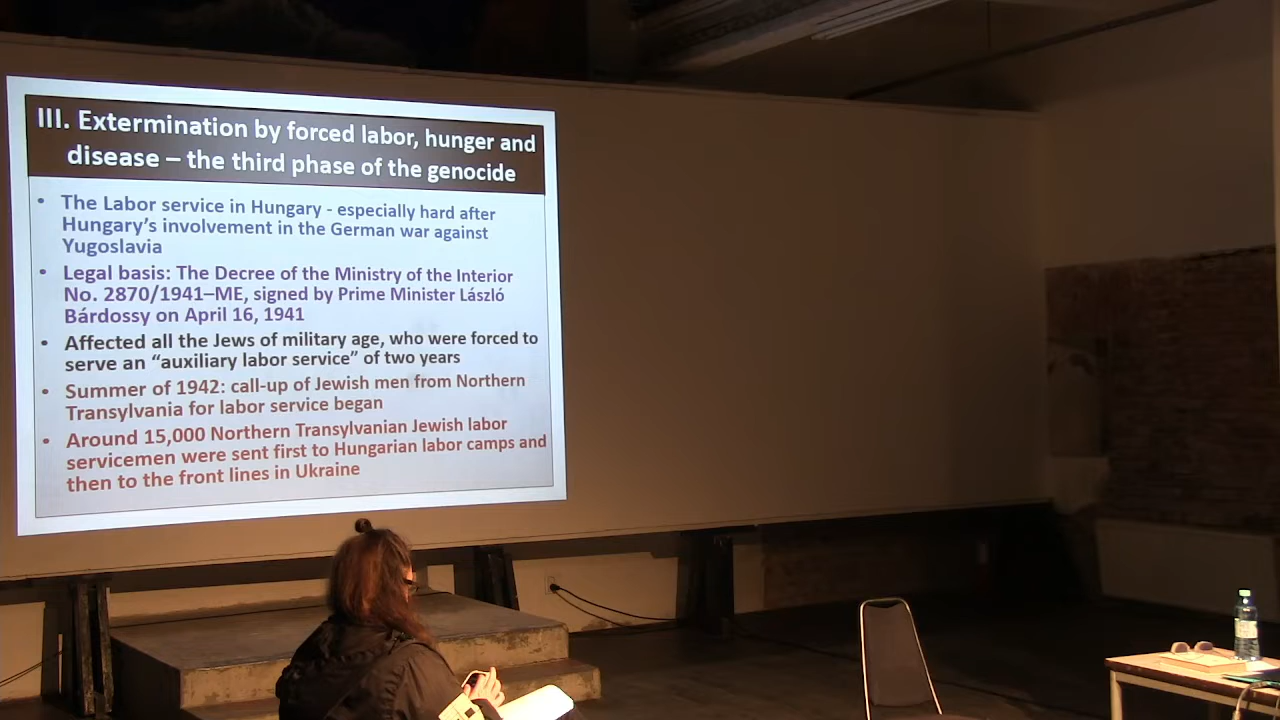 III. Extermination by forced labor, hunger and
disease – the third phase of the genocide
• The Labor service in Hungary - especially hard after
Hungary's involvement in the German war against
Yugoslavia
• Legal basis: The Decree of the Ministry of the Interior
No. 2870/1941–ME, signed by Prime Minister László
Bárdossy on April 16, 1941
• Affected all the Jews of military age, who were forced to
serve an “auxiliary labor service” of two years
• Summer of 1942: call-up of Jewish men from Northern
Transylvania for labor service began
• Around 15,000 Northern Transylvanian Jewish labor
servicemen were sent first to Hungarian labor camps and
then to the front lines in Ukraine